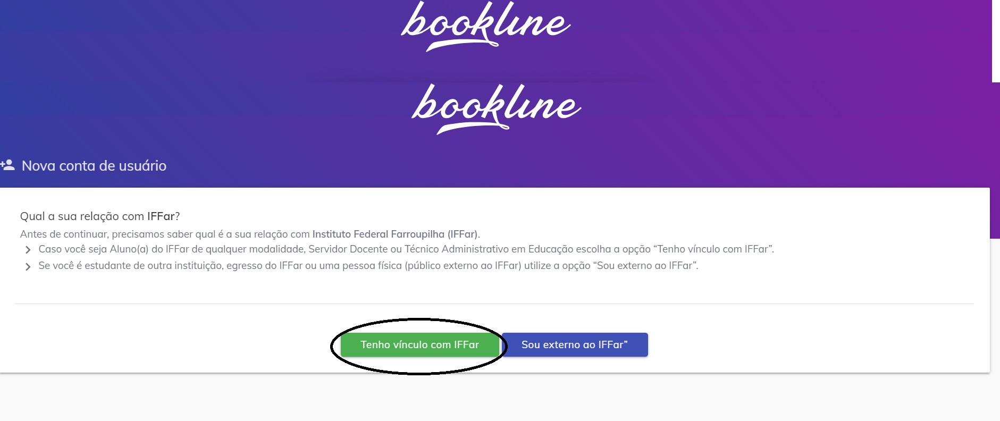 bookline
bookline
Nova conta de usuário
Qual a sua relação com IFFar?
Antes de continuar, precisamos saber qual é a sua relação com Instituto Federal Farroupilha (IFFar).
Caso você seja Aluno(a) do IFFar de qualquer modalidade, Servidor Docente ou Técnico Administrativo em Educação escolha a opção “Tenho vínculo com IFFar”.
Se você é estudante de outra instituição, egresso do IFFar ou uma pessoa física (público externo ao IFFar) utilize a opção “Sou externo ao IFFar”.
Tenho vínculo com IFFar
Sou externo ao IFFar”